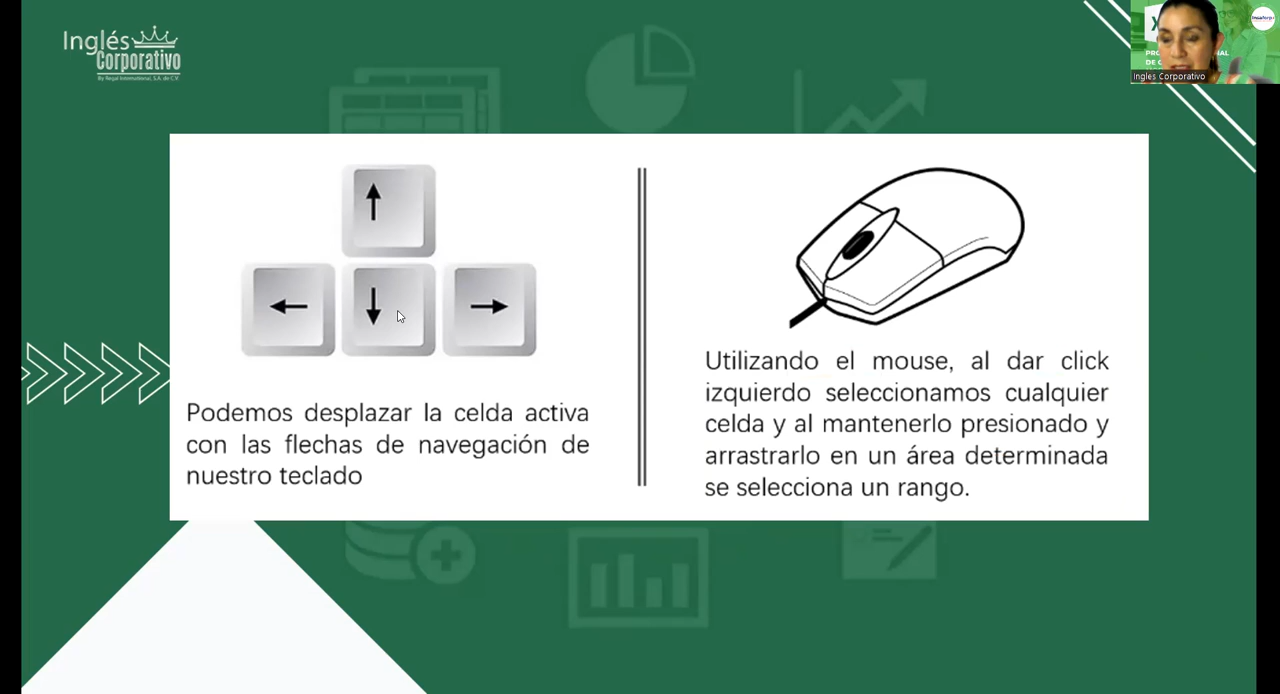 Inglés
Corporativo
By Regal International, S.A. de C.V.
Ingles Corporativo
Podemos desplazar la celda activa
con las flechas de navegación de
nuestro teclado
Utilizando el mouse, al dar click
izquierdo seleccionamos cualquier
celda y al mantenerlo presionado y
arrastrarlo en un área determinada
se selecciona un rango.